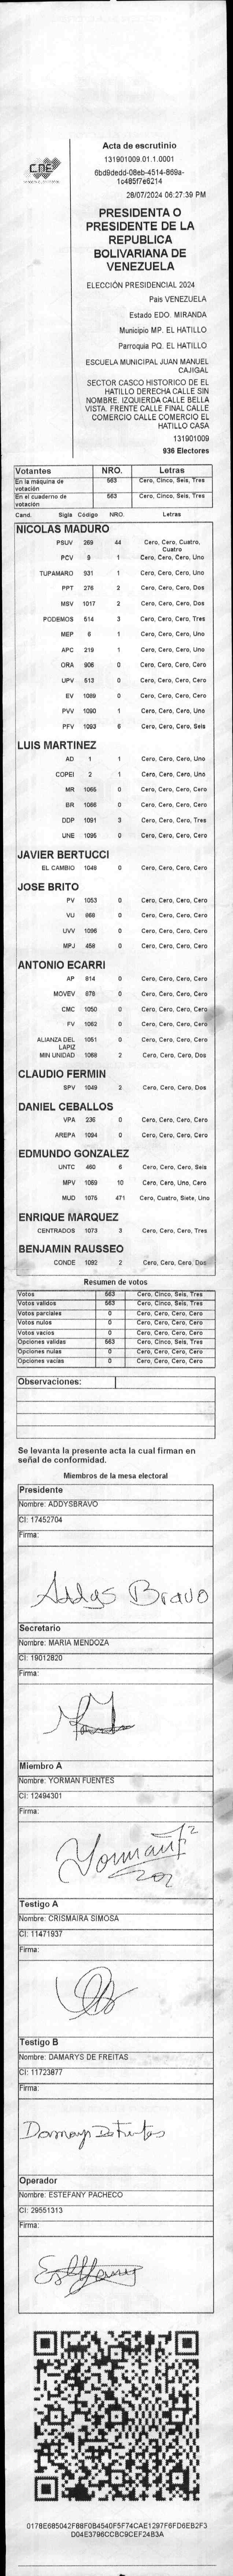 CDE
Acta de escrutinio
131901009.01.1.0001
6bd9dedd-08eb-4514-869a-
1c485f7e6214
28/07/2024 06:27:39 PM
PRESIDENTA O
PRESIDENTE DE LA
REPUBLICA
BOLIVARIANA DE
VENEZUELA
ELECCIÓN PRESIDENCIAL 2024
Pais VENEZUELA
Estado EDO. MIRANDA
Municipio MP. EL HATILLO
Parroquia PQ. EL HATILLO
ESCUELA MUNICIPAL JUAN MANUEL
CAJIGAL
SECTOR CASCO HISTORICO DE EL
HATILLO DERECHA CALLE SIN
NOMBRE. IZQUIERDA CALLE BELLA
VISTA. FRENTE CALLE FINAL CALLE
COMERCIO CALLE COMERCIO EL
HATILLO CASA
131901009
936 Electores
Votantes NRO. Letras
En la máquina de votación 563 Cero, Cinco, Seis, Tres
En el cuaderno de votación 563 Cero, Cinco, Seis, Tres
Cand. Sigla Código NRO. Letras
NICOLAS MADURO
PSUV 269 44 Cero, Cero, Cuatro, Cuatro
PCV 9 1 Cero, Cero, Cero, Uno
TUPAMARO 931 1 Cero, Cero, Cero, Uno
PPT 276 2 Cero, Cero, Cero, Dos
MSV 1017 2 Cero, Cero, Cero, Dos
PODEMOS 514 3 Cero, Cero, Cero, Tres
MEP 6 1 Cero, Cero, Cero, Uno
APC 219 1 Cero, Cero, Cero, Uno
ORA 906 0 Cero, Cero, Cero, Cero
UPV 513 0 Cero, Cero, Cero, Cero
EV 1089 0 Cero, Cero, Cero, Cero
PVV 1090 1 Cero, Cero, Cero, Uno
PFV 1093 6 Cero, Cero, Cero, Seis
LUIS MARTINEZ
AD 1 1 Cero, Cero, Cero, Uno
COPEI 2 1 Cero, Cero, Cero, Uno
MR 1065 0 Cero, Cero, Cero, Cero
BR 1066 0 Cero, Cero, Cero, Cero
DDP 1091 3 Cero, Cero, Cero, Tres
UNE 1095 0 Cero, Cero, Cero, Cero
JAVIER BERTUCCI
EL CAMBIO 1048 0 Cero, Cero, Cero, Cero
JOSE BRITO
PV 1053 0 Cero, Cero, Cero, Cero
VU 868 0 Cero, Cero, Cero, Cero
UVV 1096 0 Cero, Cero, Cero, Cero
MPJ 458 0 Cero, Cero, Cero, Cero
ANTONIO ECARRI
AP 814 0 Cero, Cero, Cero, Cero
MOVEV 678 0 Cero, Cero, Cero, Cero
CMC 1050 0 Cero, Cero, Cero, Cero
FV 1062 0 Cero, Cero, Cero, Cero
ALIANZA DEL LAPIZ 1051 0 Cero, Cero, Cero, Cero
MIN UNIDAD 1068 2 Cero, Cero, Cero, Dos
CLAUDIO FERMIN
SPV 1049 2 Cero, Cero, Cero, Dos
DANIEL CEBALLOS
VPA 236 0 Cero, Cero, Cero, Cero
AREPA 1094 0 Cero, Cero, Cero, Cero
EDMUNDO GONZALEZ
UNTC 460 6 Cero, Cero, Cero, Seis
MPV 1069 10 Cero, Cero, Uno, Cero
MUD 1075 471 Cero, Cuatro, Siete, Uno
ENRIQUE MARQUEZ
CENTRADOS 1073 3 Cero, Cero, Cero, Tres
BENJAMIN RAUSSEO
CONDE 1092 2 Cero, Cero, Cero, Dos
Resumen de votos
Votos 563 Cero, Cinco, Seis, Tres
Votos validos 563 Cero, Cinco, Seis, Tres
Votos parciales 0 Cero, Cero, Cero, Cero
Votos nulos 0 Cero, Cero, Cero, Cero
Votos vacios 0 Cero, Cero, Cero, Cero
Opciones validas 563 Cero, Cinco, Seis, Tres
Opciones nulas 0 Cero, Cero, Cero, Cero
Opciones vacias 0 Cero, Cero, Cero, Cero
Observaciones:
Se levanta la presente acta la cual firman en
señal de conformidad.
Miembros de la mesa electoral
Presidente
Nombre: ADDYSBRAVO
CI: 17452704
Firma:
Addys Bravo
Secretario
Nombre: MARIA MENDOZA
CI: 19012820
Firma:
Miembro A
Nombre: YORMAN FUENTES
CI: 12494301
Firma:
Testigo A
Nombre: CRISMAIRA SIMOSA
CI: 11471937
Firma:
Testigo B
Nombre: DAMARYS DE FREITAS
CI: 11723877
Firma:
Operador
Nombre: ESTEFANY PACHECO
CI: 29551313
Firma:
0178E685042F88F0B4540F5F74CAE1297F6FD6EB2F3
D04E3796CCBC9CEF24B3A